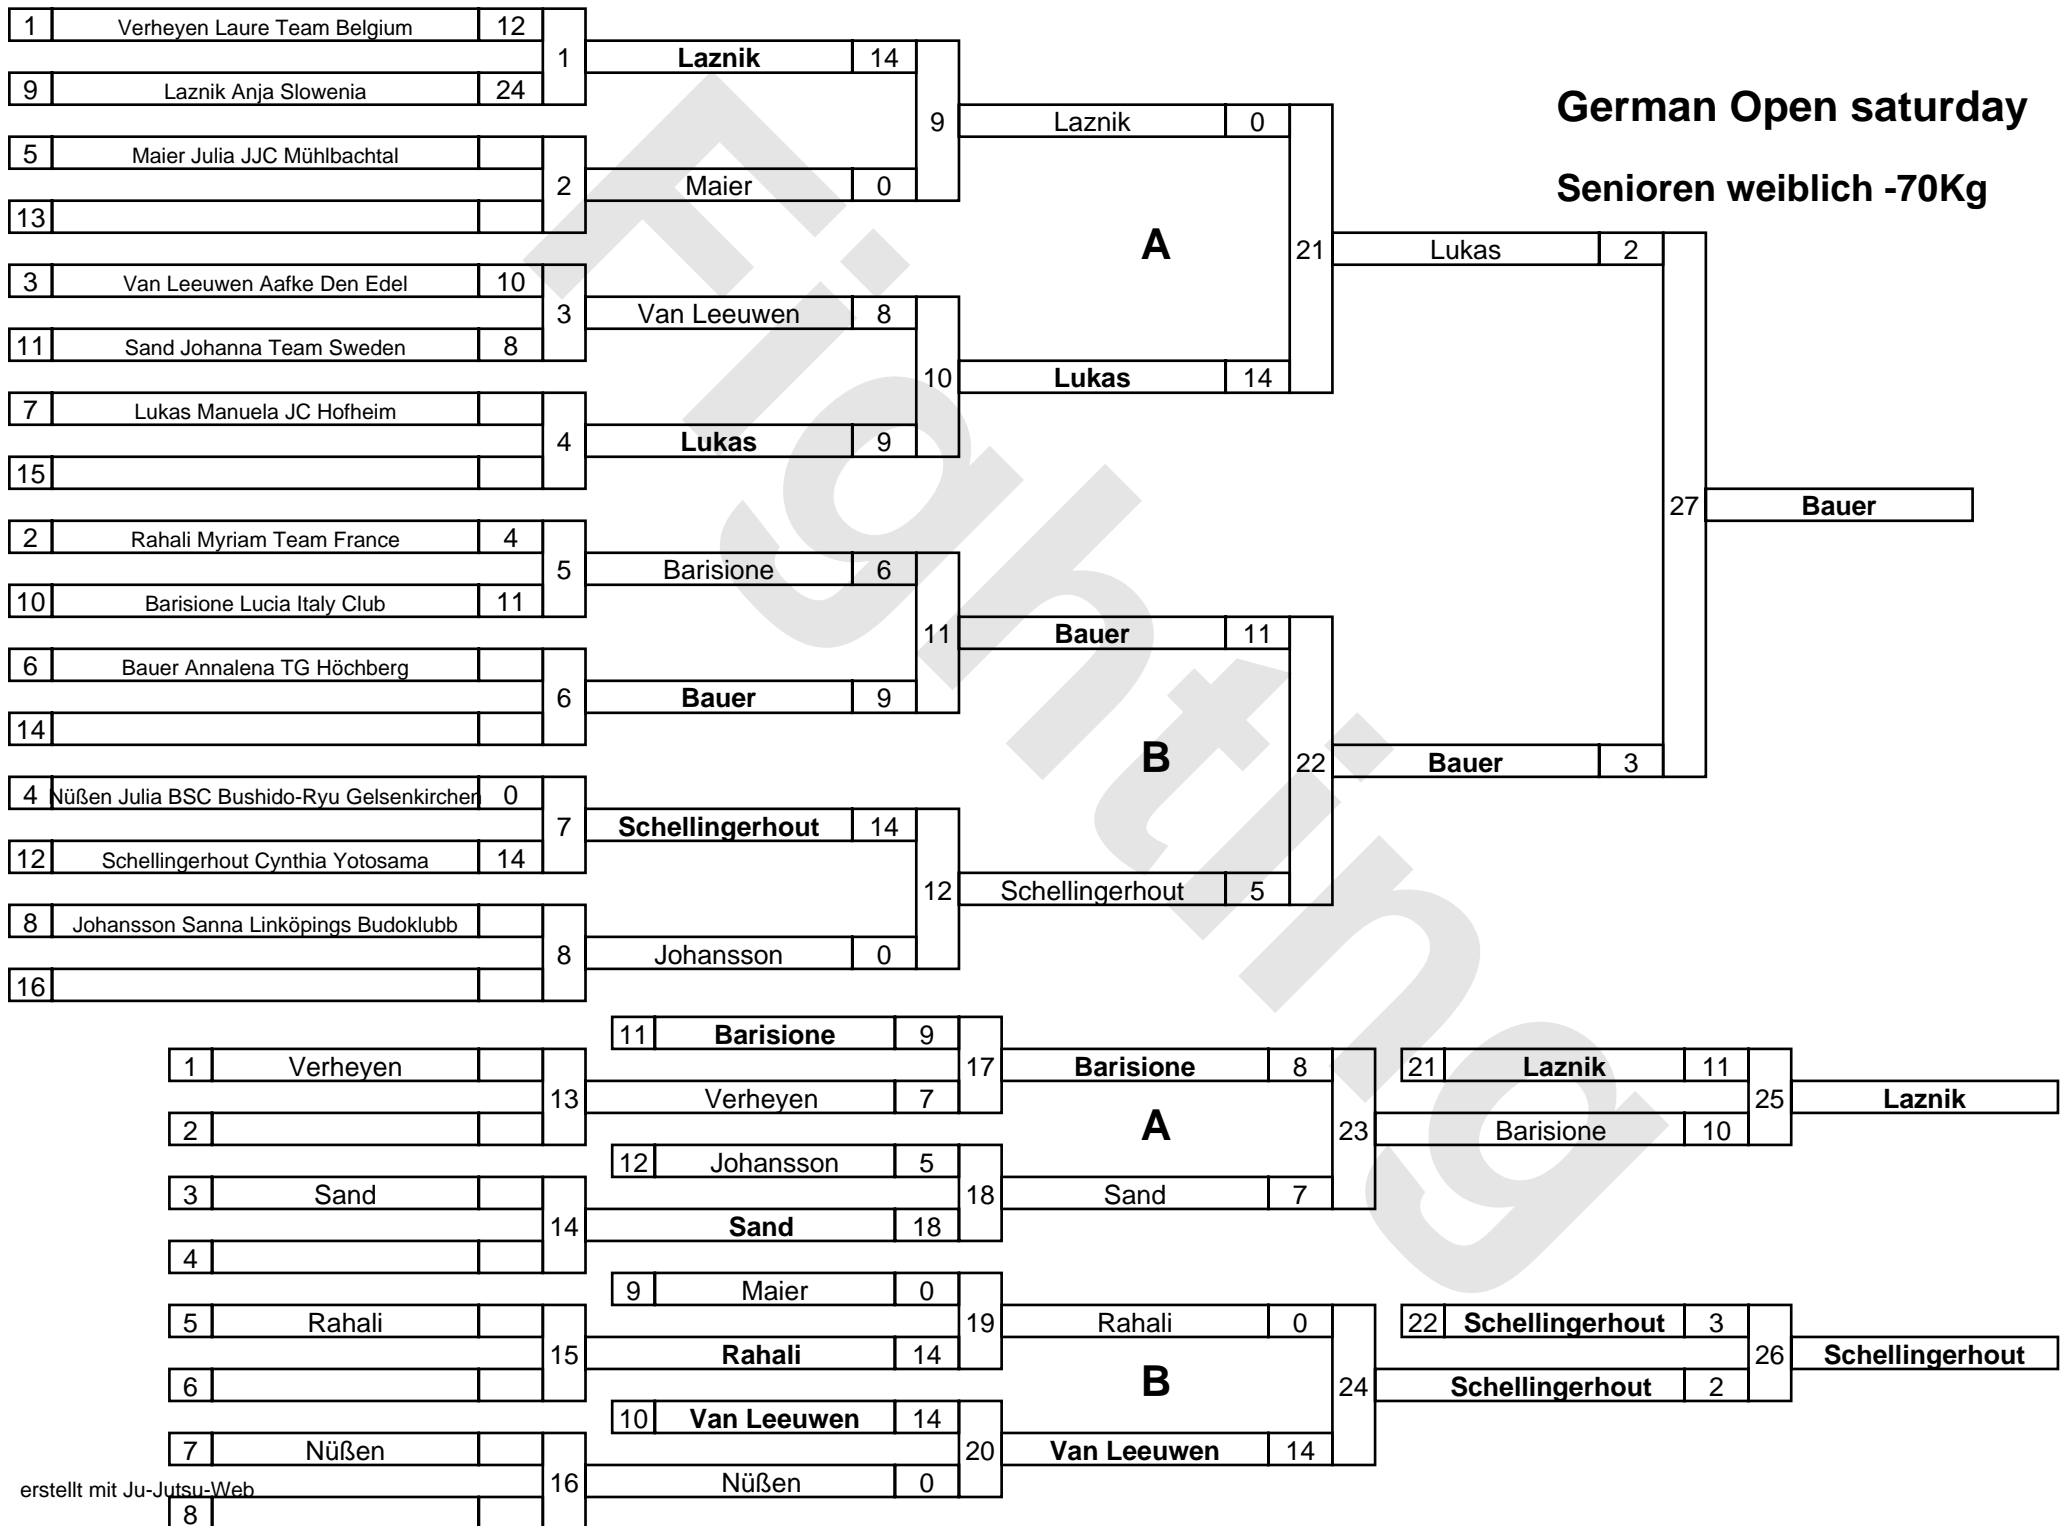 German Open saturday
Senioren weiblich -70Kg
Fighting
1 Verheyen Laure Team Belgium 12
1
Laznik 14
9 Laznik Anja Slowenia 24
9
Laznik 0
5 Maier Julia JJC Mühlbachtal
2
Maier 0
13
A
21
Lukas 2
3 Van Leeuwen Aafke Den Edel 10
3
Van Leeuwen 8
11 Sand Johanna Team Sweden 8
10
Lukas 14
7 Lukas Manuela JC Hofheim
4
Lukas 9
15
27
Bauer
2 Rahali Myriam Team France 4
5
Barisione 6
10 Barisione Lucia Italy Club 11
11
Bauer 11
6 Bauer Annalena TG Höchberg
6
Bauer 9
14
B
22
Bauer 3
4 Nüßen Julia BSC Bushido-Ryu Gelsenkirchen 0
7
Schellingerhout 14
12 Schellingerhout Cynthia Yotosama 14
12
Schellingerhout 5
8 Johansson Sanna Linköpings Budoklubb
8
Johansson 0
16
11 Barisione 9
17
1 Verheyen
13
Verheyen 7
2
Barisione 8
A
23
21 Laznik 11
25
Laznik
Barisione 10
12 Johansson 5
18
3 Sand
14
Sand 18
4
Sand 7
9 Maier 0
19
5 Rahali
15
Rahali 14
6
Rahali 0
B
24
22 Schellingerhout 3
26
Schellingerhout
Schellingerhout 2
10 Van Leeuwen 14
20
7 Nüßen
16
Nüßen 0
Van Leeuwen 14
erstellt mit Ju-Jutsu-Web
8